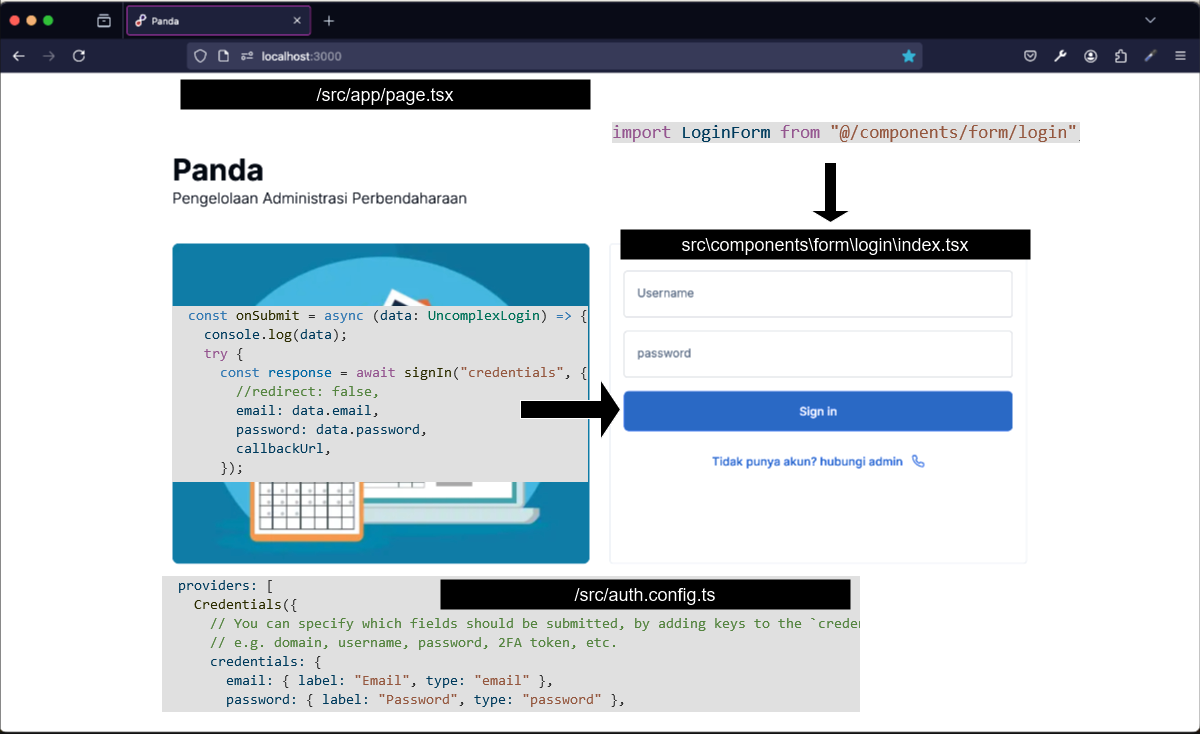 Panda
localhost:3000
/src/app/page.tsx
import LoginForm from "@/components/form/login"
Panda
Pengelolaan Administrasi Perbendaharaan
src\components\form\login\index.tsx
Username
password
Sign in
Tidak punya akun? hubungi admin
const onSubmit = async (data: UncomplexLogin) => {
console.log(data);
try {
const response = await signIn("credentials", {
//redirect: false,
email: data.email,
password: data.password,
callbackUrl,
});
/src/auth.config.ts
providers: [
Credentials({
// You can specify which fields should be submitted, by adding keys to the `creden
// e.g. domain, username, password, 2FA token, etc.
credentials: {
email: { label: "Email", type: "email" },
password: { label: "Password", type: "password" },